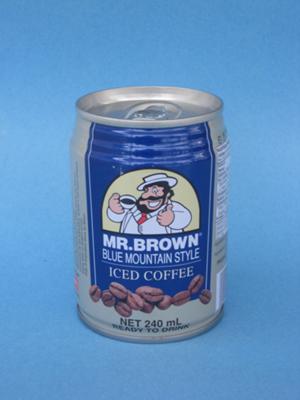 MR.BROWN®
BLUE MOUNTAIN STYLE
ICED COFFEE
NET 240 mL
READY TO DRINK